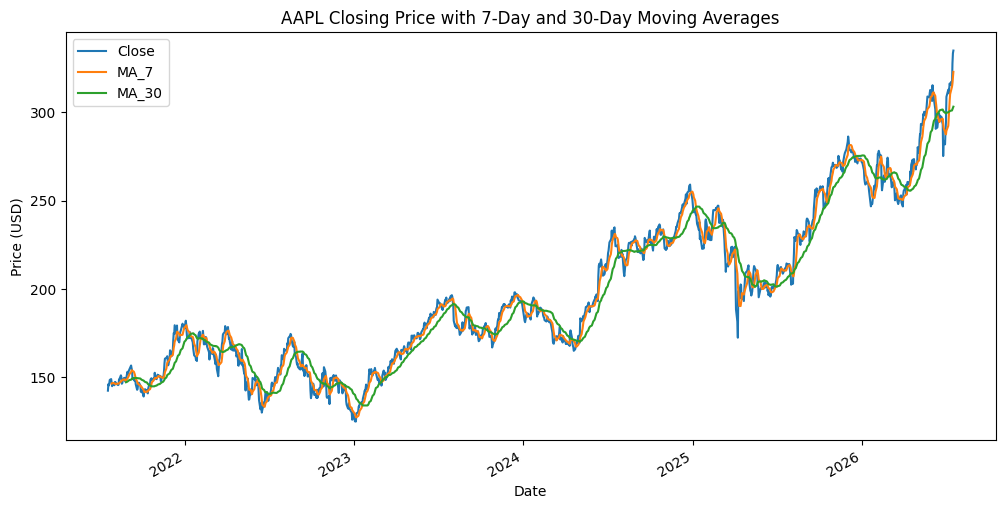 AAPL Closing Price with 7-Day and 30-Day Moving Averages
Close
MA_7
MA_30
Price (USD)
300
250
200
150
2022
2023
2024
2025
2026
Date